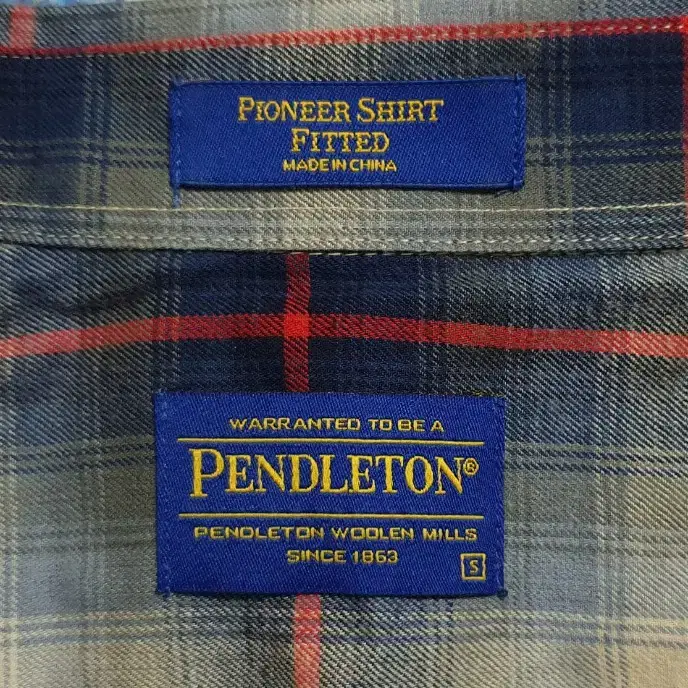 PIONEER SHIRT
FITTED
MADE IN CHINA
WARRANTED TO BE A
PENDLETON®
PENDLETON WOOLEN MILLS
SINCE 1863
S